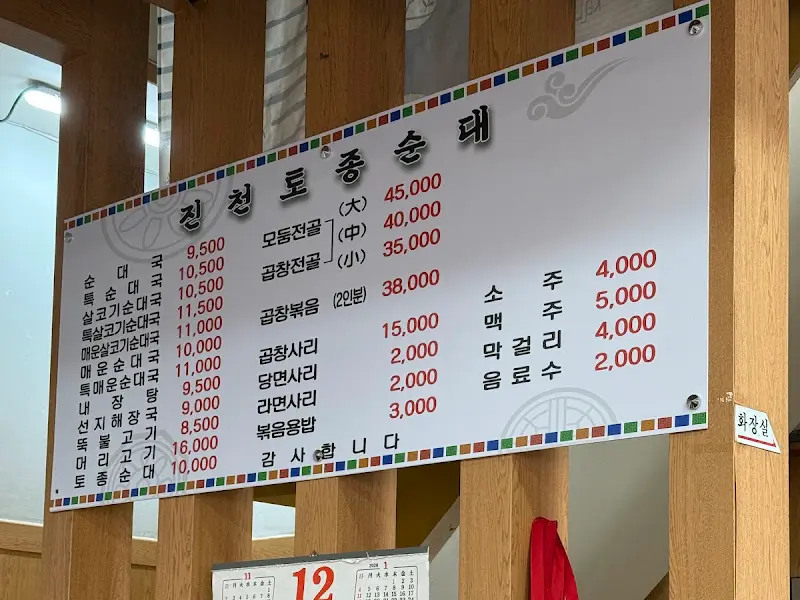 진천토종순대
순대국 9,500
특순대국 10,500
살코기순대국 10,500
특살코기순대국 11,500
매운살코기순대국 11,000
매운순대국 10,000
특매운순대국 11,000
내장탕 9,500
선지해장국 9,000
뚝불고기 8,500
머리고기 16,000
토종순대 10,000
모둠전골
곱창전골
(大) 45,000
(中) 40,000
(小) 35,000
곱창볶음 (2인분) 38,000
곱창사리 15,000
당면사리 2,000
라면사리 2,000
볶음용밥 3,000
감사합니다
소주 4,000
맥주 5,000
막걸리 4,000
음료수 2,000
화장실
11
12
1